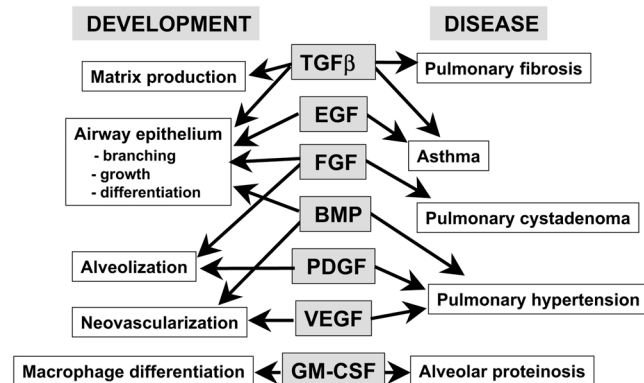 DEVELOPMENT
DISEASE
TGFβ
Matrix production
Pulmonary fibrosis
EGF
Airway epithelium
- branching
- growth
- differentiation
Asthma
FGF
BMP
Pulmonary cystadenoma
Alveolization
PDGF
Pulmonary hypertension
Neovascularization
VEGF
Macrophage differentiation
GM-CSF
Alveolar proteinosis